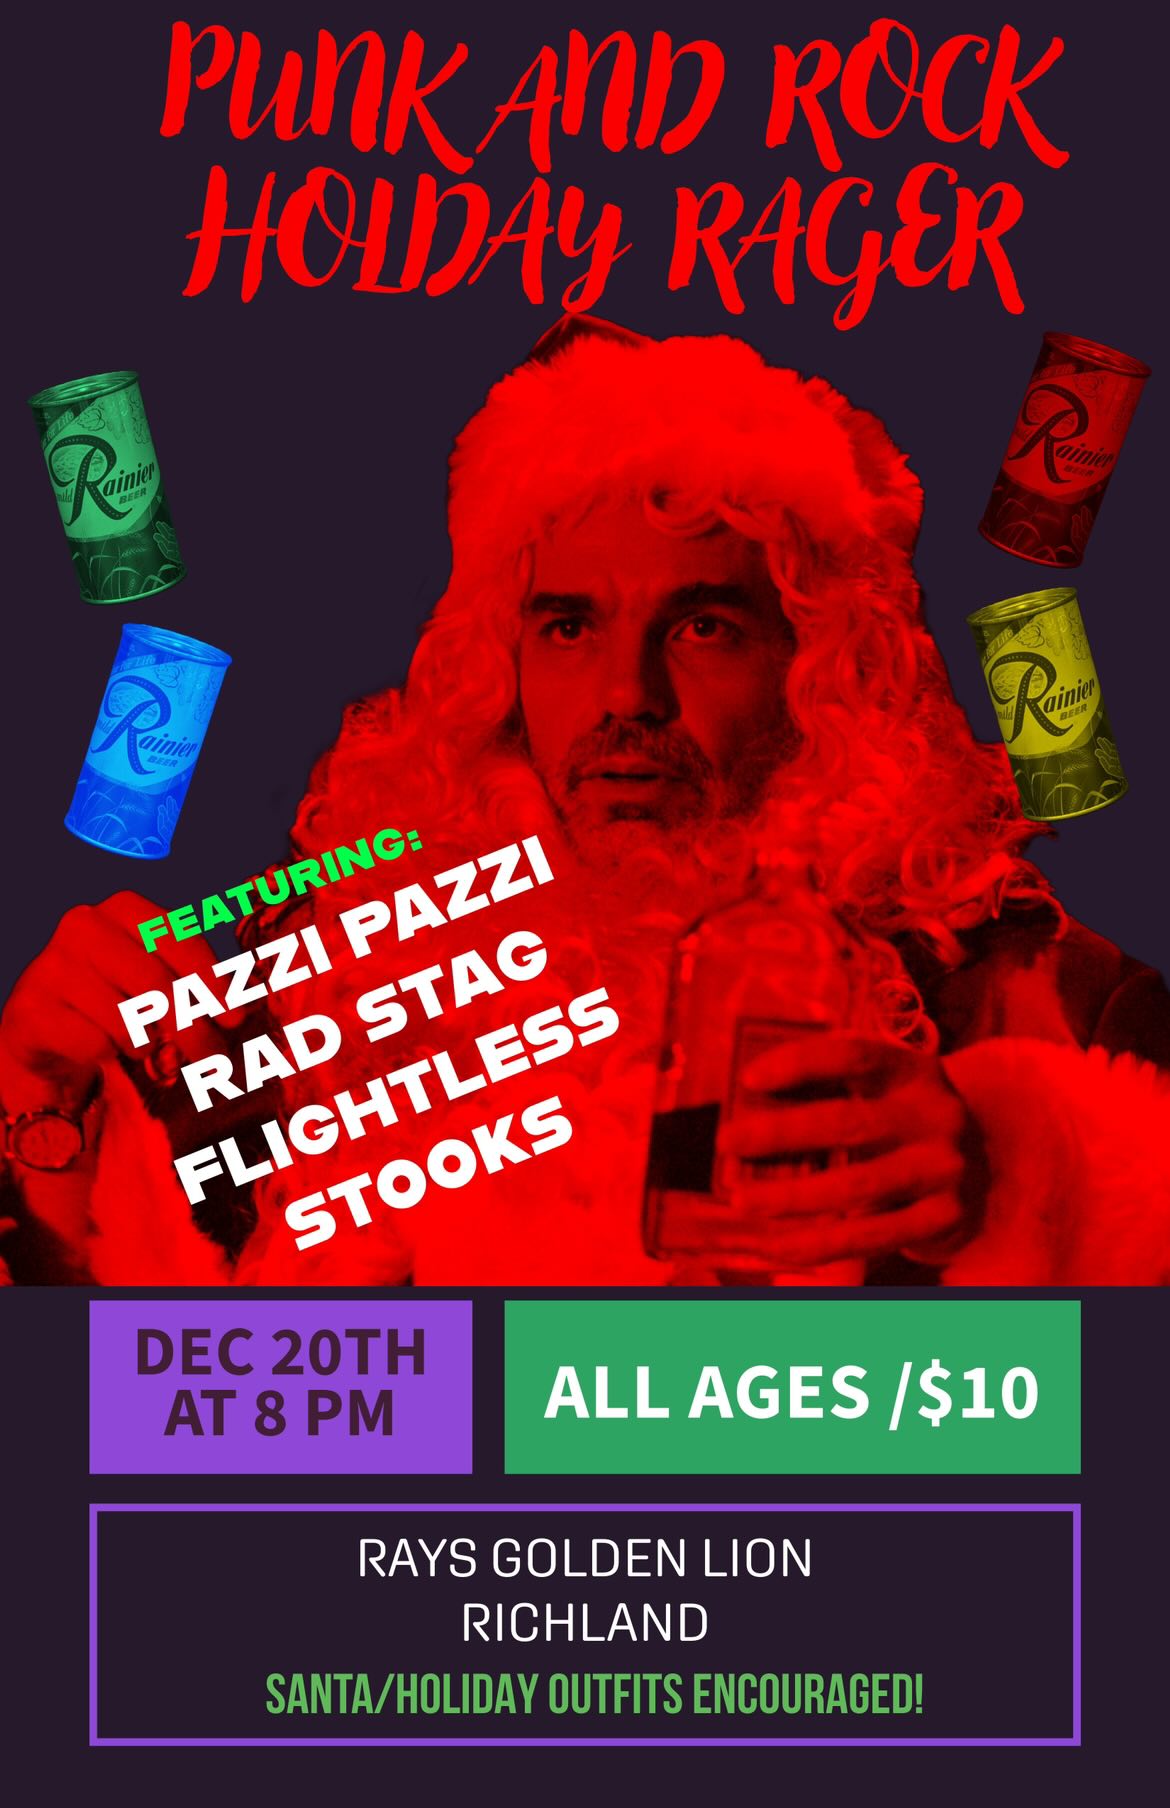 PUNK AND ROCK
HOLDAY RAGER
Rainier
BEER
Rainier
BEER
Rainier
BEER
Rainier
BEER
FEATURING:
PAZZI PAZZI
RAD STAG
FLIGHTLESS
STOOKS
DEC 20TH
AT 8 PM
ALL AGES /$10
RAYS GOLDEN LION
RICHLAND
SANTA/HOLIDAY OUTFITS ENCOURAGED!